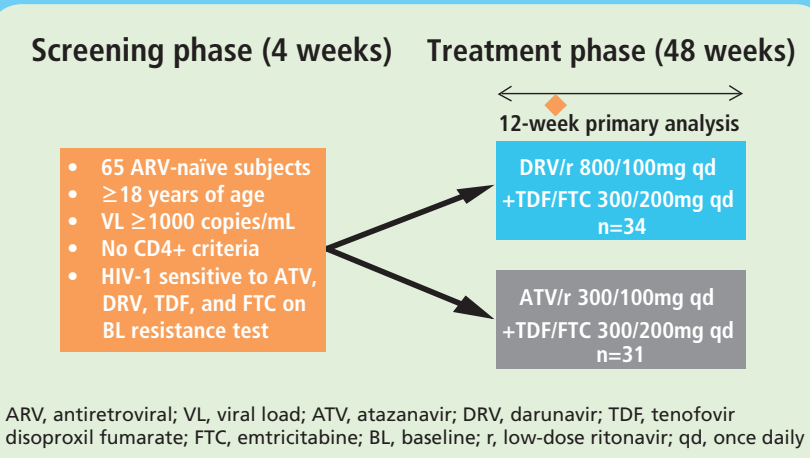 Screening phase (4 weeks)
Treatment phase (48 weeks)
12-week primary analysis
• 65 ARV-naïve subjects
• ≥18 years of age
• VL ≥1000 copies/mL
• No CD4+ criteria
• HIV-1 sensitive to ATV,
DRV, TDF, and FTC on
BL resistance test
DRV/r 800/100mg qd
+TDF/FTC 300/200mg qd
n=34
ATV/r 300/100mg qd
+TDF/FTC 300/200mg qd
n=31
ARV, antiretroviral; VL, viral load; ATV, atazanavir; DRV, darunavir; TDF, tenofovir
disoproxil fumarate; FTC, emtricitabine; BL, baseline; r, low-dose ritonavir; qd, once daily